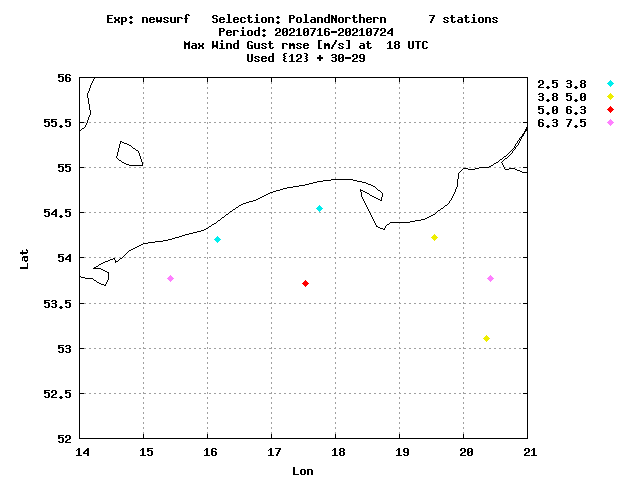 Exp: newsurf Selection: PolandNorthern 7 stations
Period: 20210716-20210724
Max Wind Gust rmse [m/s] at 18 UTC
Used {12} + 30-29
2.5 3.8
3.8 5.0
5.0 6.3
6.3 7.5
56
55.5
55
54.5
54
53.5
53
52.5
52
Lat
14 15 16 17 18 19 20 21
Lon